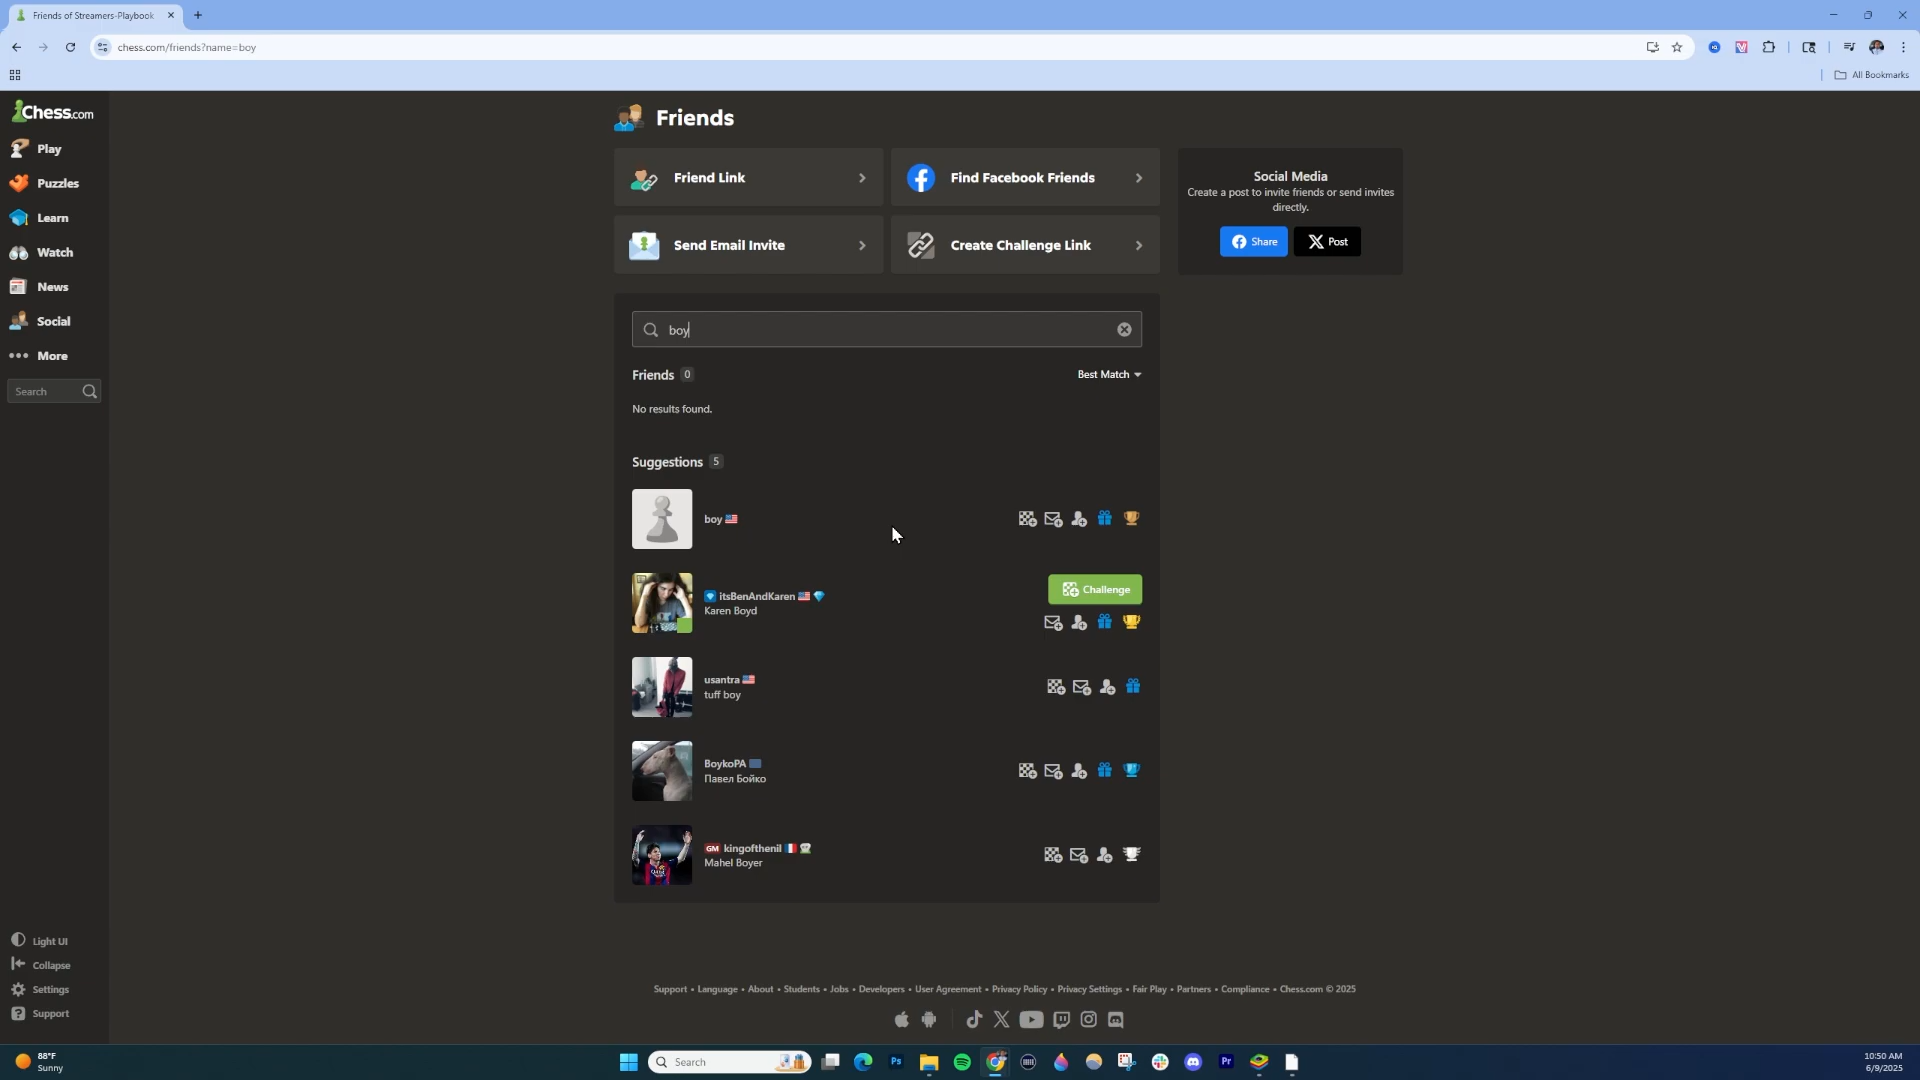 Friends of Streamers-Playbook
chess.com/friends?name=boy
All Bookmarks
Chess.com
Play
Puzzles
Learn
Watch
News
Social
More
Search
Light UI
Collapse
Settings
Support
Friends
Friend Link
Find Facebook Friends
Send Email Invite
Create Challenge Link
Social Media
Create a post to invite friends or send invites
directly.
Share
Post
boy
Friends 0
Best Match
No results found.
Suggestions 5
boy
itsBenAndKaren
Karen Boyd
Challenge
usantra
tuff boy
BoykoPA
Павел Бойко
GM kingofthenil
Mahel Boyer
Support • Language • About • Students • Jobs • Developers • User Agreement • Privacy Policy • Privacy Settings • Fair Play • Partners • Compliance • Chess.com © 2025
88°F
Sunny
Search
Ps
Pr
10:50 AM
6/9/2025